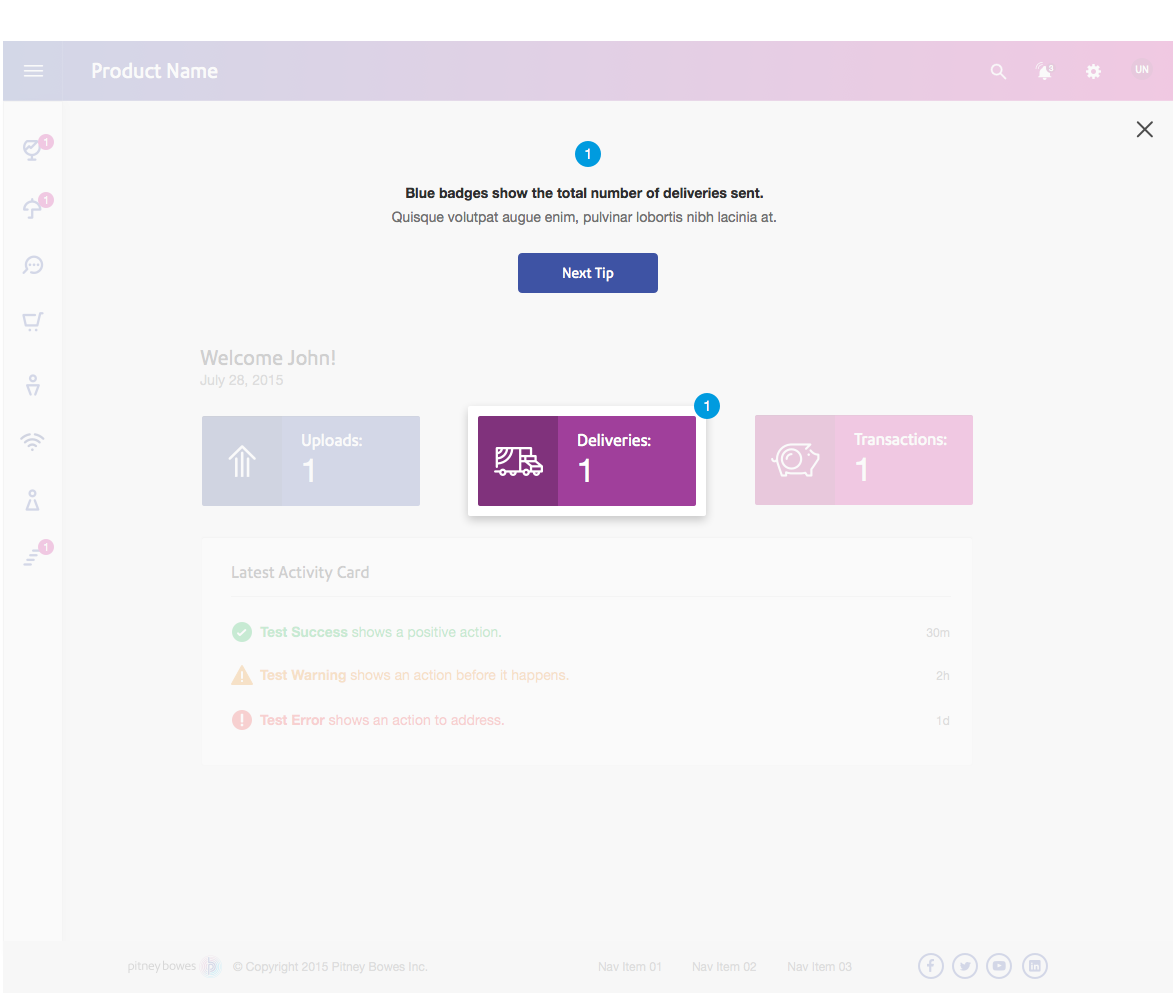 Product Name
5
UN
1
1
1
Blue badges show the total number of deliveries sent.
Quisque volutpat augue enim, pulvinar lobortis nibh lacinia at.
Next Tip
Welcome John!
July 28, 2015
1
Uploads:
1
Deliveries:
1
Transactions:
1
1
Latest Activity Card
Test Success shows a positive action. 30m
Test Warning shows an action before it happens. 2h
Test Error shows an action to address. 1d
pitney bowes © Copyright 2015 Pitney Bowes Inc. Nav Item 01 Nav Item 02 Nav Item 03